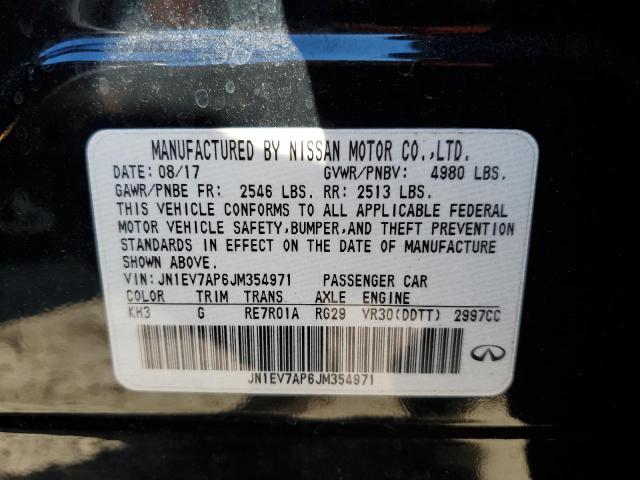 MANUFACTURED BY NISSAN MOTOR CO.,LTD.
DATE: 08/17 GVWR/PNBV: 4980 LBS.
GAWR/PNBE FR: 2546 LBS. RR: 2513 LBS.
THIS VEHICLE CONFORMS TO ALL APPLICABLE FEDERAL
MOTOR VEHICLE SAFETY,BUMPER,AND THEFT PREVENTION
STANDARDS IN EFFECT ON THE DATE OF MANUFACTURE
SHOWN ABOVE.
VIN: JN1EV7AP6JM354971 PASSENGER CAR
COLOR TRIM TRANS AXLE ENGINE
KH3 G RE7R01A RG29 VR30(DDTT) 2997CC
JN1EV7AP6JM354971